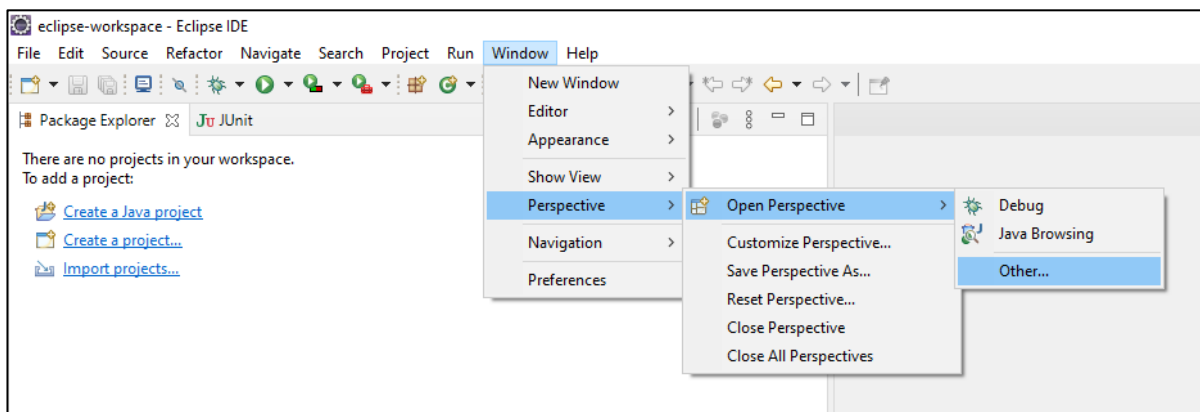 eclipse-workspace - Eclipse IDE
File Edit Source Refactor Navigate Search Project Run Window Help
Package Explorer JUnit
There are no projects in your workspace.
To add a project:
Create a Java project
Create a project...
Import projects...
New Window
Editor
Appearance
Show View
Perspective
Navigation
Preferences
Open Perspective
Customize Perspective...
Save Perspective As...
Reset Perspective...
Close Perspective
Close All Perspectives
Debug
Java Browsing
Other...